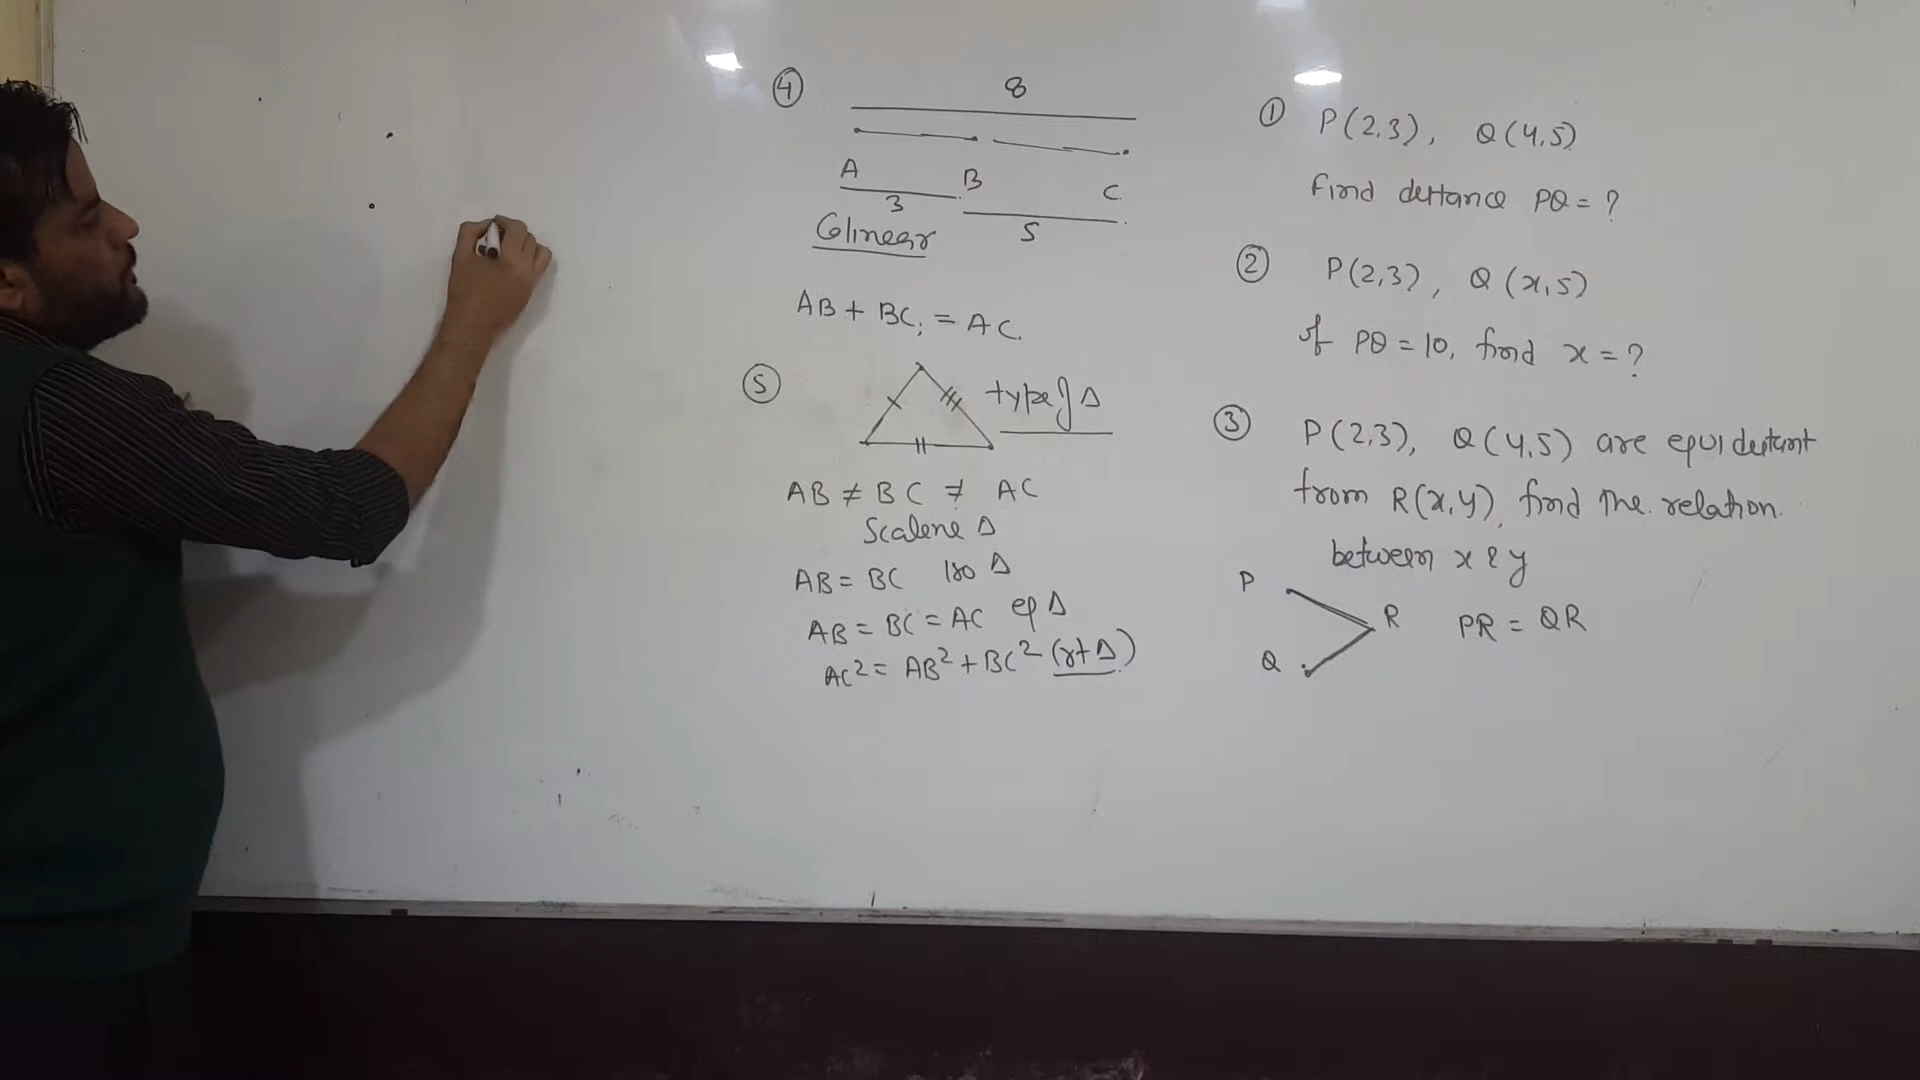 ① P(2,3), Q(4,5)
Find distance PQ = ?
② P(2,3), Q(x,5)
if PQ = 10, find x = ?
③ P(2,3), Q(4,5) are equidistant
from R(x,y), find the relation
between x & y
P
R PR = QR
Q
④ 8
A B C
3 5
Collinear
AB + BC = AC
⑤ type of Δ
AB ≠ BC ≠ AC
Scalene Δ
AB = BC iso Δ
AB = BC = AC eq Δ
AC² = AB² + BC² (rt Δ)